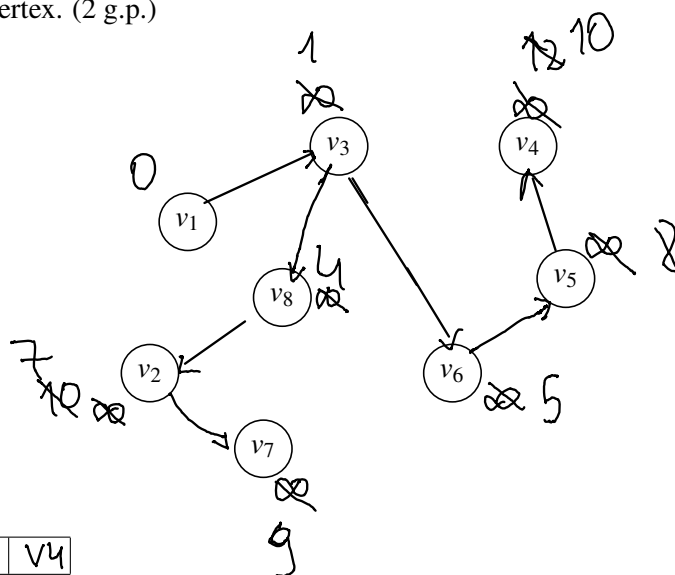 ertex. (2 g.p.)
1
12 10
∞
∞
v3
v4
0
v1
∞ 8
v5
4
v8
∞
7
v2
10 ∞
v6
∞ 5
v7
∞
9
V4